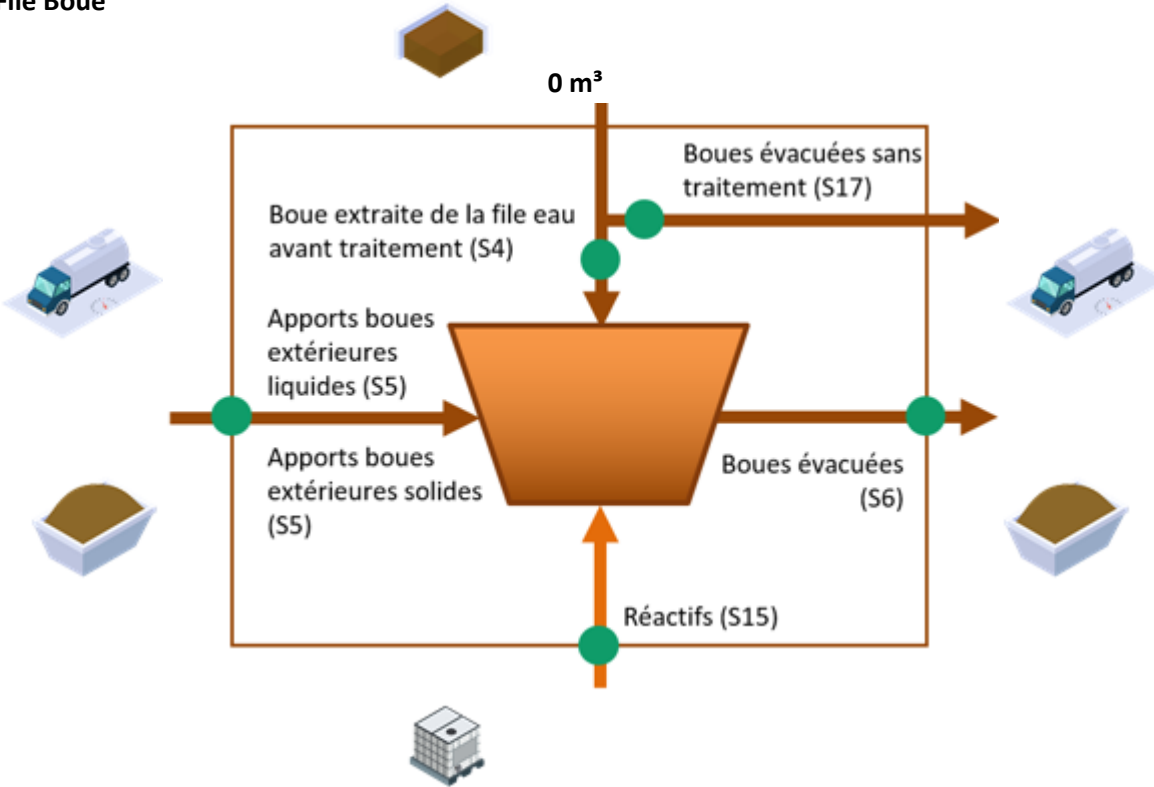 File Boue
0 m³
Boues évacuées sans
traitement (S17)
Boue extraite de la file eau
avant traitement (S4)
Apports boues
extérieures
liquides (S5)
Apports boues
extérieures solides
(S5)
Boues évacuées
(S6)
Réactifs (S15)